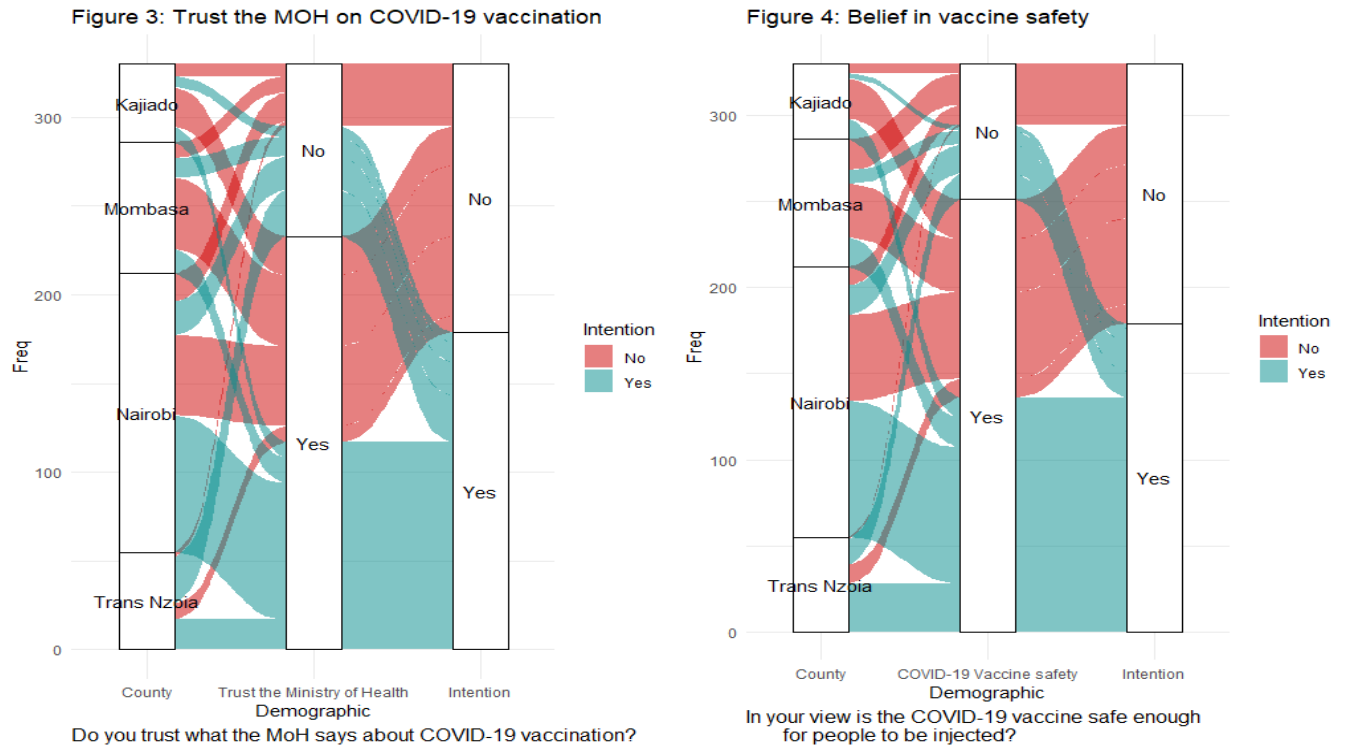 Figure 3: Trust the MOH on COVID-19 vaccination
Freq
300
200
100
0
Kajiado
Mombasa
Nairobi
Trans Nzoia
No
Yes
No
Yes
County
Trust the Ministry of Health
Intention
Demographic
Do you trust what the MoH says about COVID-19 vaccination?
Intention
No
Yes
Figure 4: Belief in vaccine safety
Freq
300
200
100
0
Kajiado
Mombasa
Nairobi
Trans Nzoia
No
Yes
No
Yes
County
COVID-19 Vaccine safety
Intention
Demographic
In your view is the COVID-19 vaccine safe enough
for people to be injected?
Intention
No
Yes